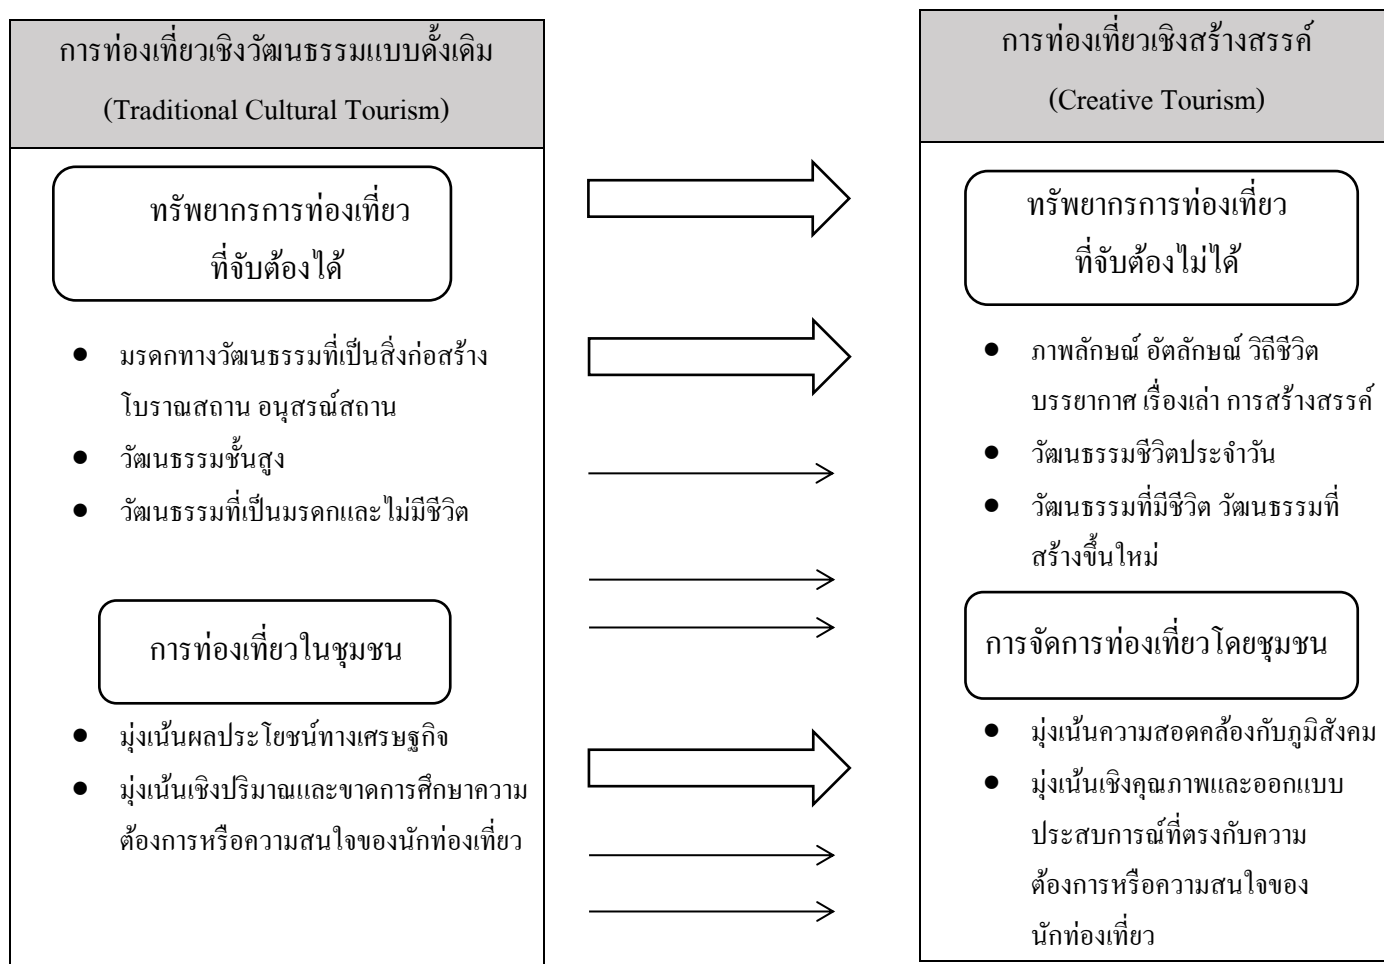 การท่องเที่ยวเชิงวัฒนธรรมแบบดั้งเดิม
(Traditional Cultural Tourism)
ทรัพยากรการท่องเที่ยว
ที่จับต้องได้
● มรดกทางวัฒนธรรมที่เป็นสิ่งก่อสร้าง
โบราณสถาน อนุสรณ์สถาน
● วัฒนธรรมชั้นสูง
● วัฒนธรรมที่เป็นมรดกและไม่มีชีวิต
การท่องเที่ยวในชุมชน
● มุ่งเน้นผลประโยชน์ทางเศรษฐกิจ
● มุ่งเน้นเชิงปริมาณและขาดการศึกษาความ
ต้องการหรือความสนใจของนักท่องเที่ยว
การท่องเที่ยวเชิงสร้างสรรค์
(Creative Tourism)
ทรัพยากรการท่องเที่ยว
ที่จับต้องไม่ได้
● ภาพลักษณ์ อัตลักษณ์ วิถีชีวิต
บรรยากาศ เรื่องเล่า การสร้างสรรค์
● วัฒนธรรมชีวิตประจำวัน
● วัฒนธรรมที่มีชีวิต วัฒนธรรมที่
สร้างขึ้นใหม่
การจัดการท่องเที่ยวโดยชุมชน
● มุ่งเน้นความสอดคล้องกับภูมิสังคม
● มุ่งเน้นเชิงคุณภาพและออกแบบ
ประสบการณ์ที่ตรงกับความ
ต้องการหรือความสนใจของ
นักท่องเที่ยว